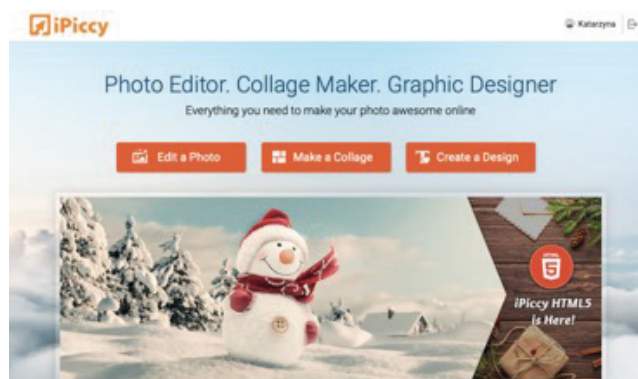 iPiccy
Katarzyna
Photo Editor. Collage Maker. Graphic Designer
Everything you need to make your photo awesome online
Edit a Photo
Make a Collage
Create a Design
HTML
5
iPiccy HTML5
is Here!